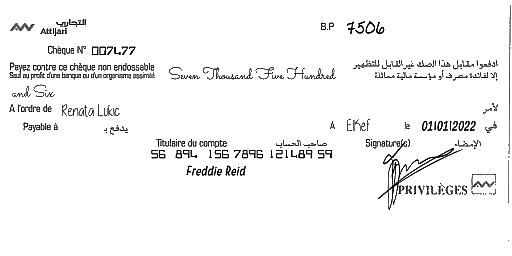 التجاري
Attijari
B.P 7506
Chèque N° 007477
Payez contre ce chèque non endossable
Sauf au profit d'une banque ou d'un organisme assimilé
Seven Thousand Five Hundred
ادفعوا مقابل هذا الصك غير القابل للتظهير
إلا لفائدة مصرف أو مؤسسة مالية مماثلة
and Six
A l'ordre de Renata Lukic
لأمر
Payable à
يدفع بـ
A ElKef le 01/01/2022 في
Titulaire du compte صاحب الحساب
Signature(s) الإمضاء
56 894 156 7896 121489 59
Freddie Reid
PRIVILÈGES